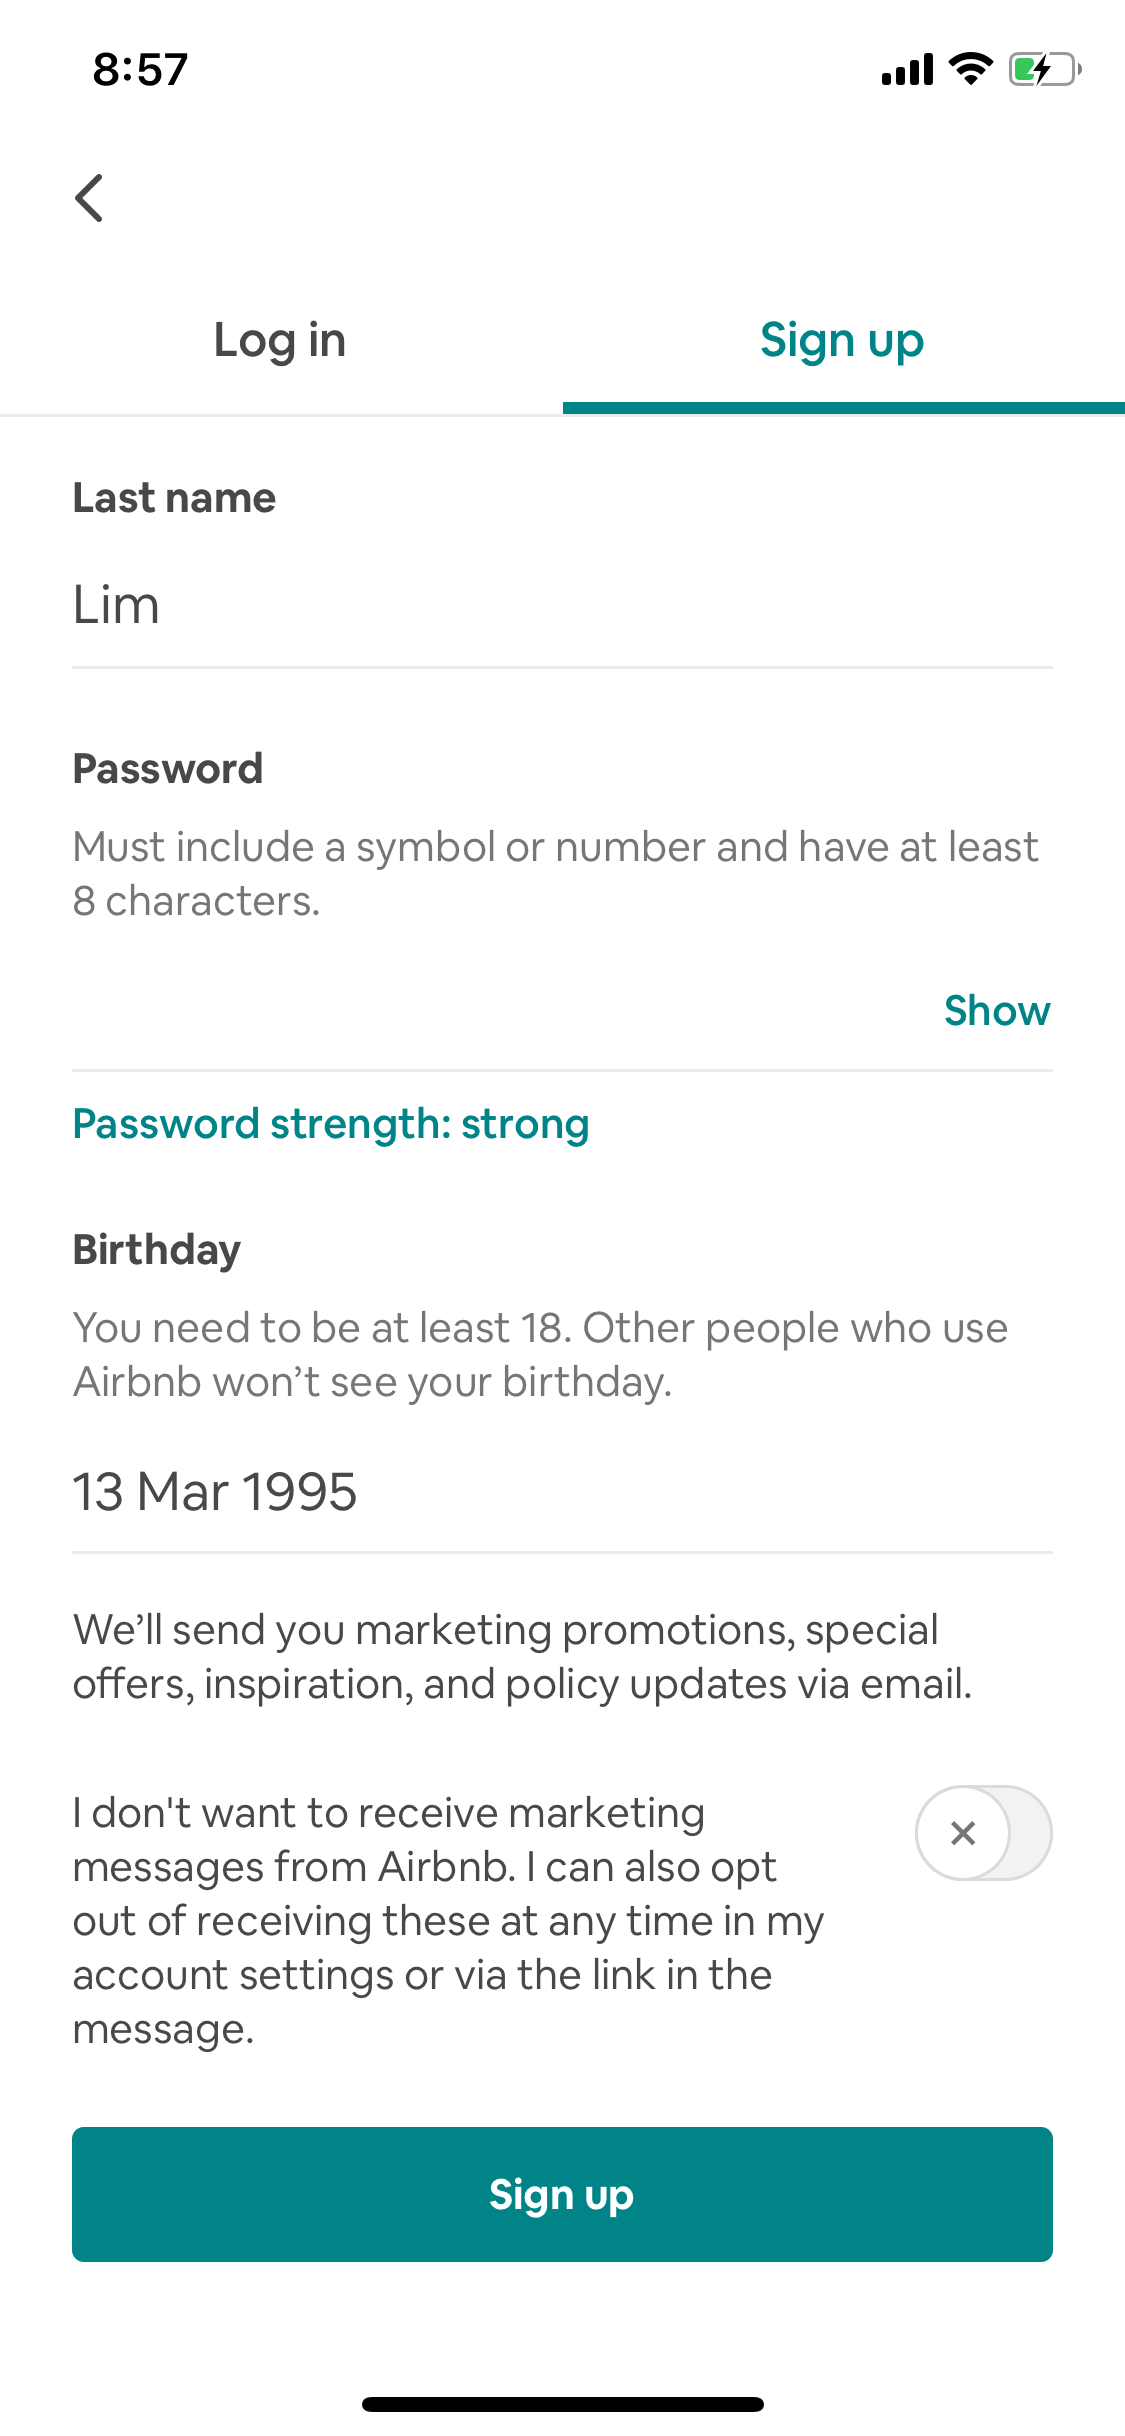 8:57
Log in
Sign up
Last name
Lim
Password
Must include a symbol or number and have at least
8 characters.
Show
Password strength: strong
Birthday
You need to be at least 18. Other people who use
Airbnb won’t see your birthday.
13 Mar 1995
We’ll send you marketing promotions, special
offers, inspiration, and policy updates via email.
I don't want to receive marketing
messages from Airbnb. I can also opt
out of receiving these at any time in my
account settings or via the link in the
message.
Sign up